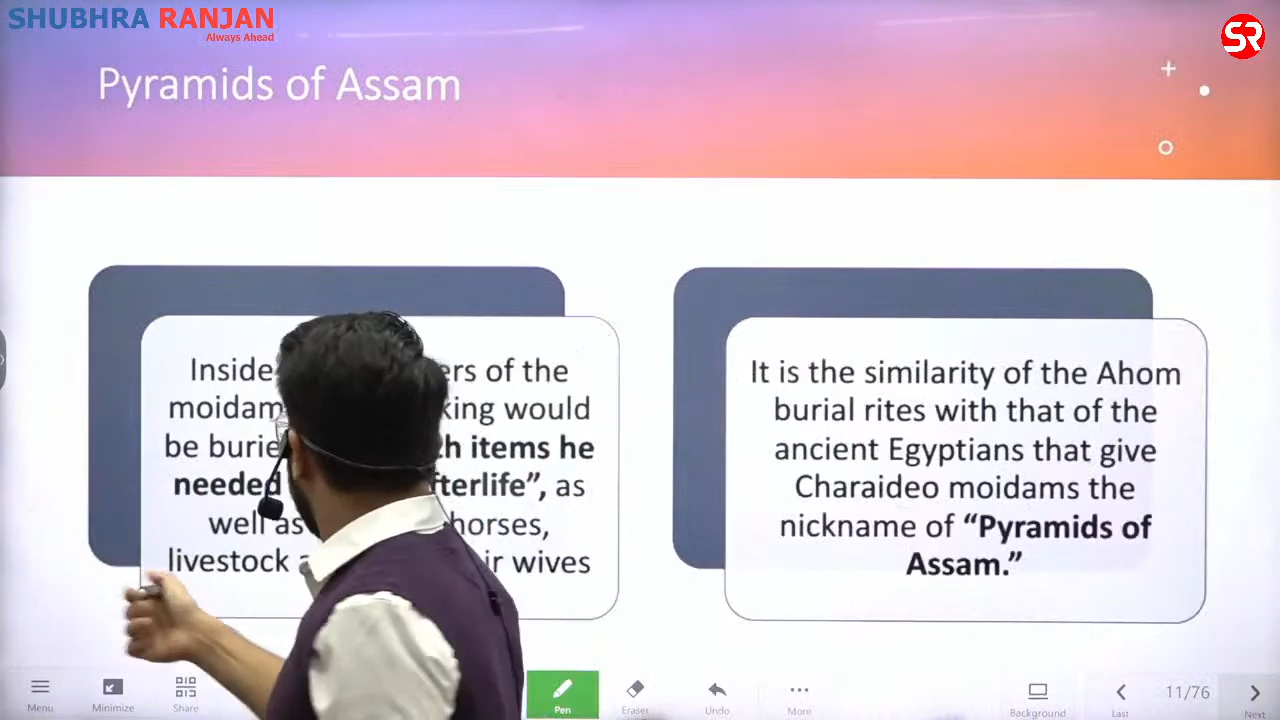 SHUBHRA RANJAN
Always Ahead
SR
Pyramids of Assam
Inside ers of the
moidam king would
be burie h items he
needed fterlife”, as
well as horses,
livestock a ir wives
It is the similarity of the Ahom
burial rites with that of the
ancient Egyptians that give
Charaideo moidams the
nickname of “Pyramids of
Assam.”
Menu
Minimize
Share
Pen
Eraser
Undo
More
Background
Last
11/76
Next